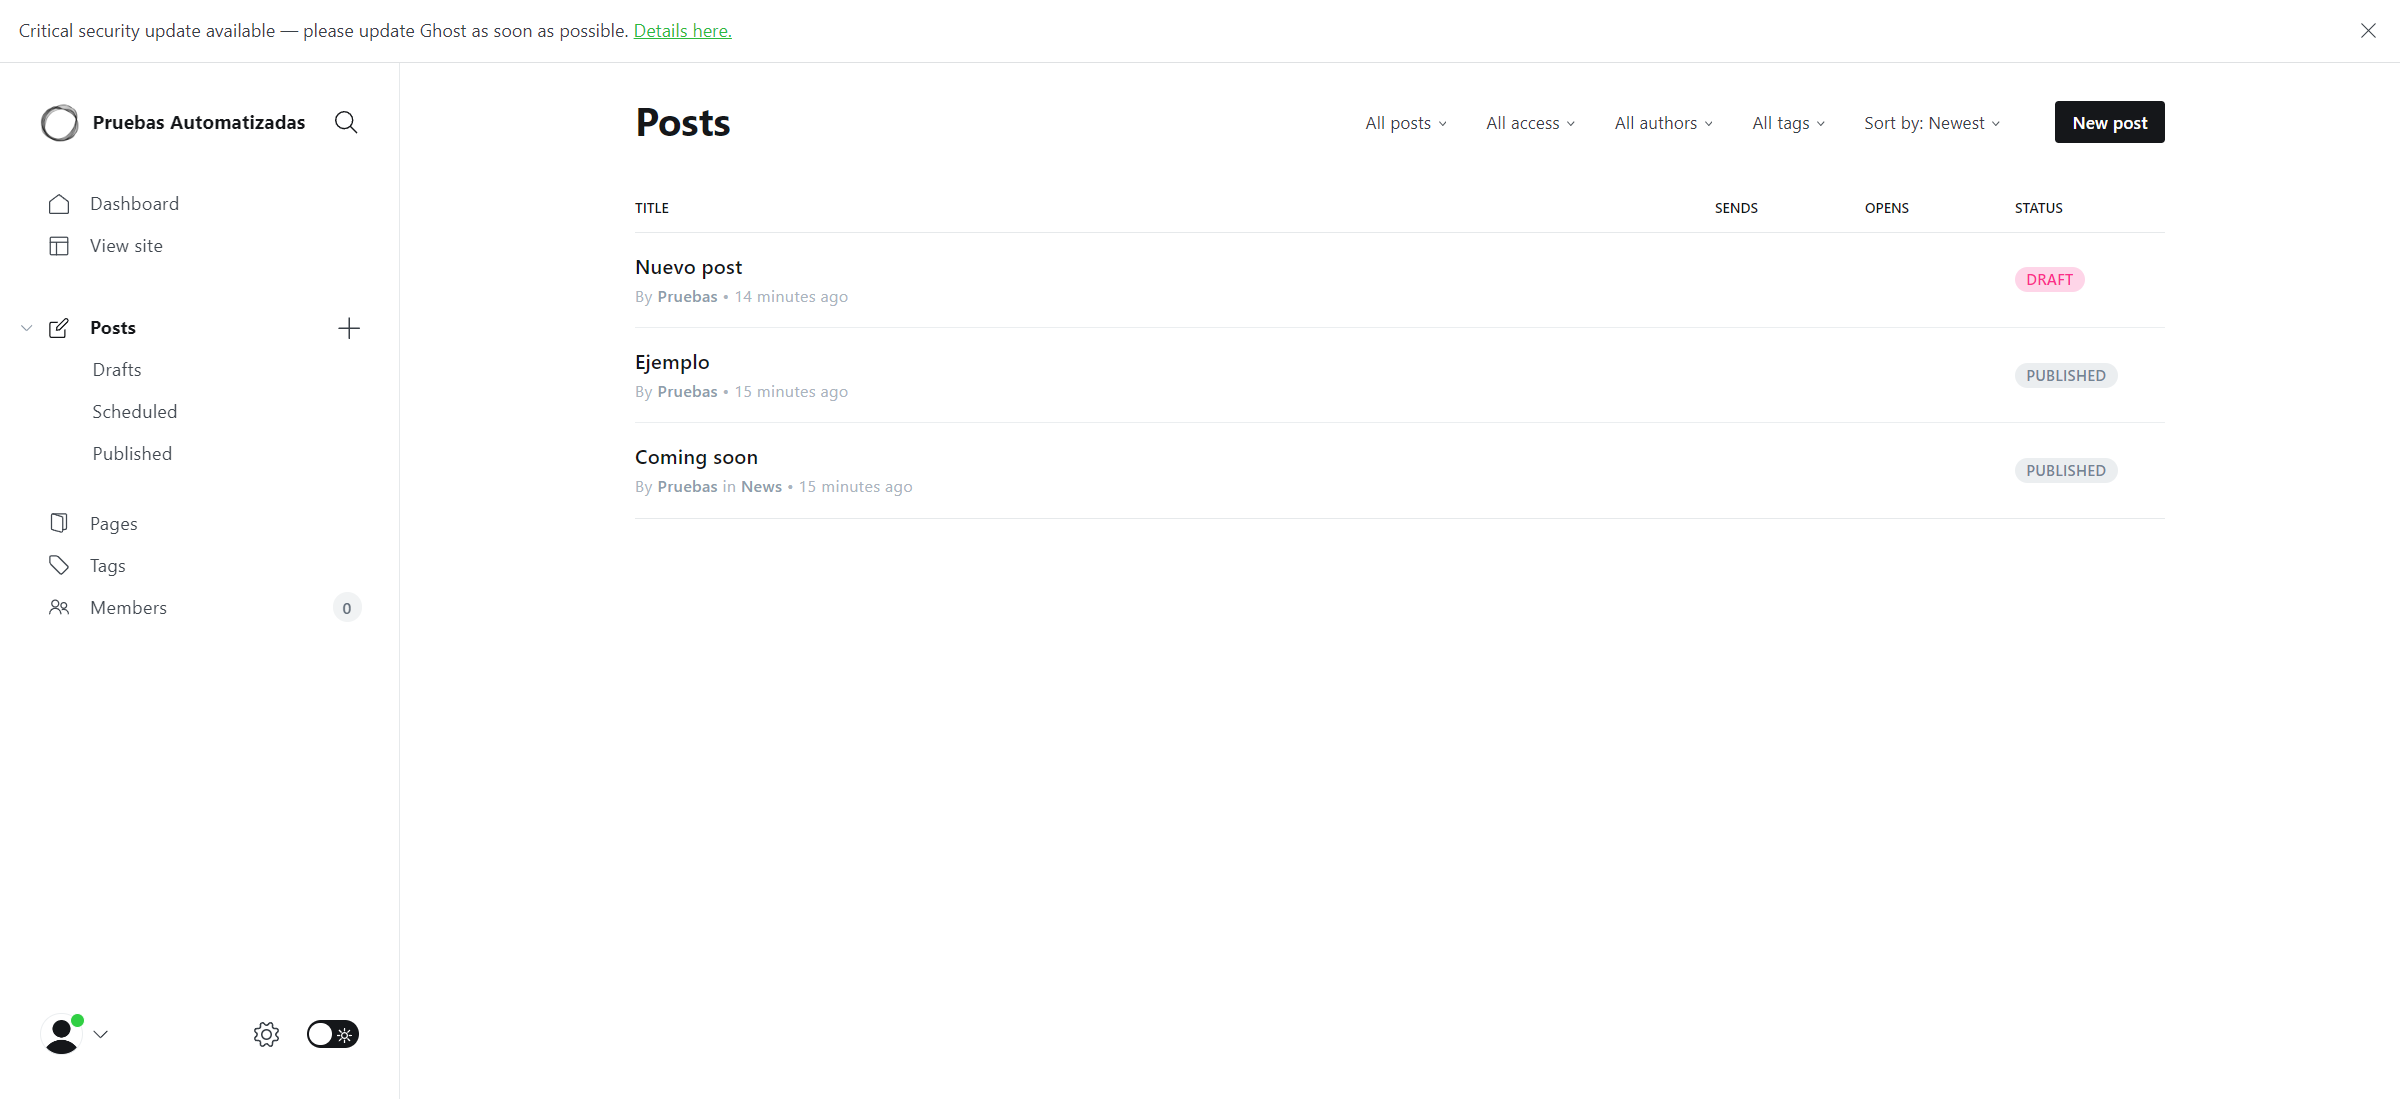 Critical security update available — please update Ghost as soon as possible. Details here.
Pruebas Automatizadas
Dashboard
View site
Posts
Drafts
Scheduled
Published
Pages
Tags
Members 0
Posts
All posts All access All authors All tags Sort by: Newest New post
TITLE SENDS OPENS STATUS
Nuevo post
By Pruebas • 14 minutes ago
DRAFT
Ejemplo
By Pruebas • 15 minutes ago
PUBLISHED
Coming soon
By Pruebas in News • 15 minutes ago
PUBLISHED